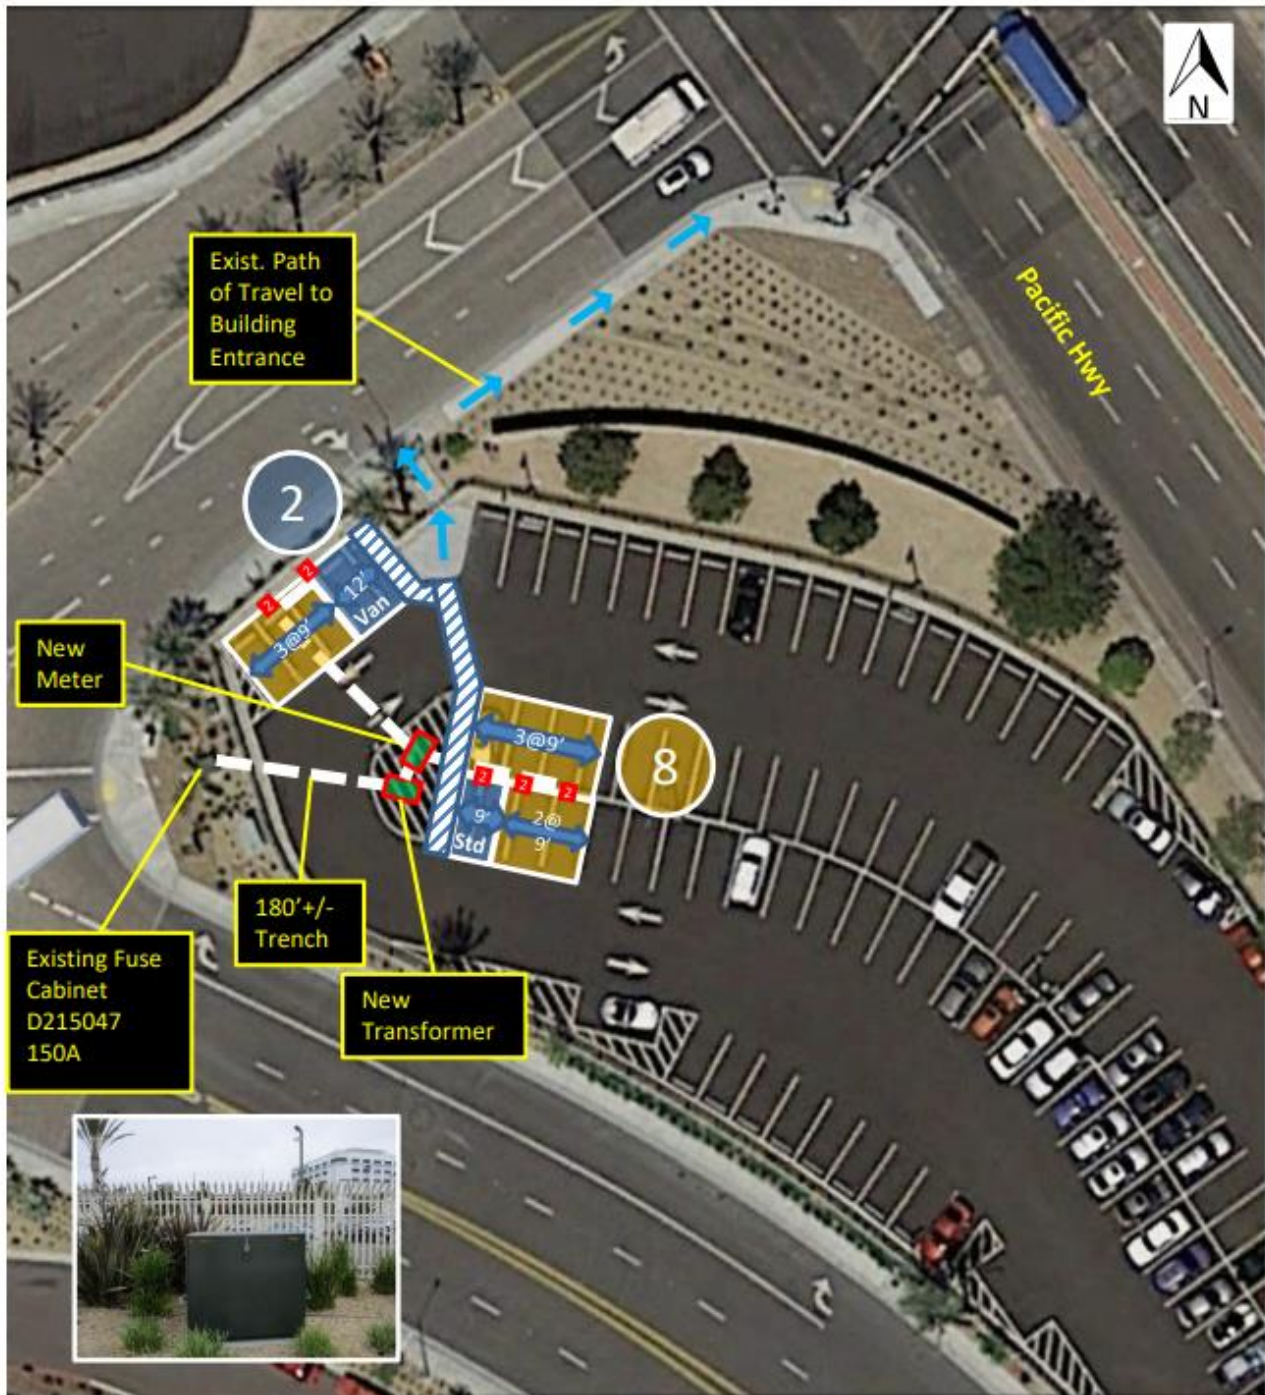 N
Exist. Path
of Travel to
Building
Entrance
Pacific Hwy
2
2
2
12'
Van
3@9'
New
Meter
3@9'
8
2
2
2
9'
Std
2@
9'
180'+/-
Trench
Existing Fuse
Cabinet
D215047
150A
New
Transformer